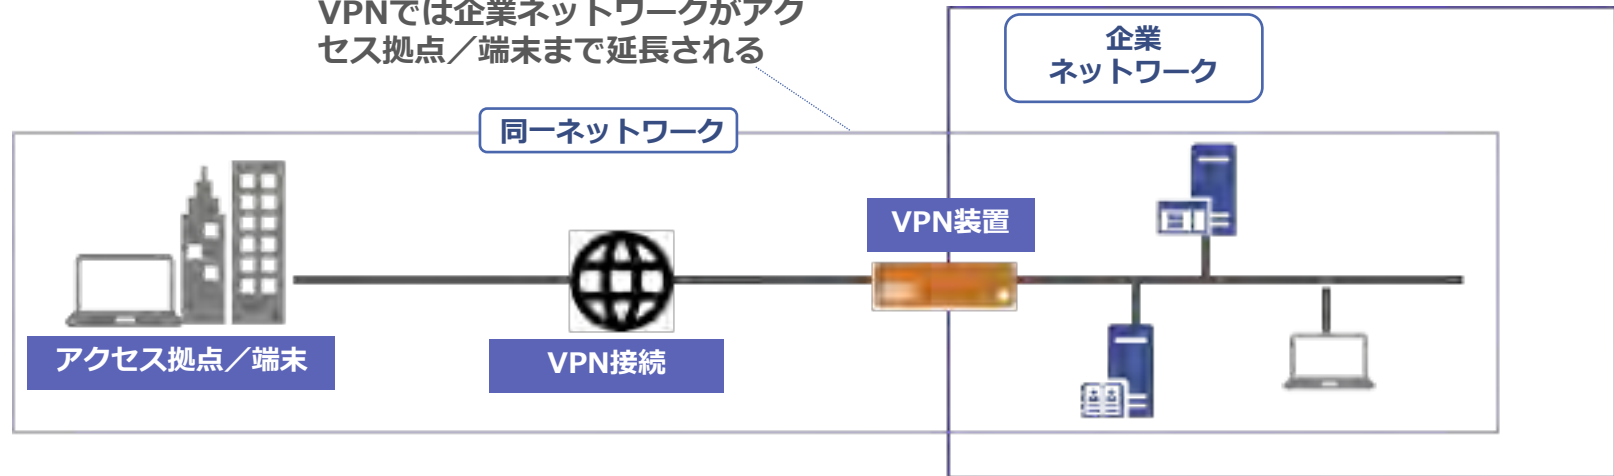 VPNでは企業ネットワークがアク
セス拠点／端末まで延長される
企業
ネットワーク
同一ネットワーク
VPN装置
アクセス拠点／端末
VPN接続